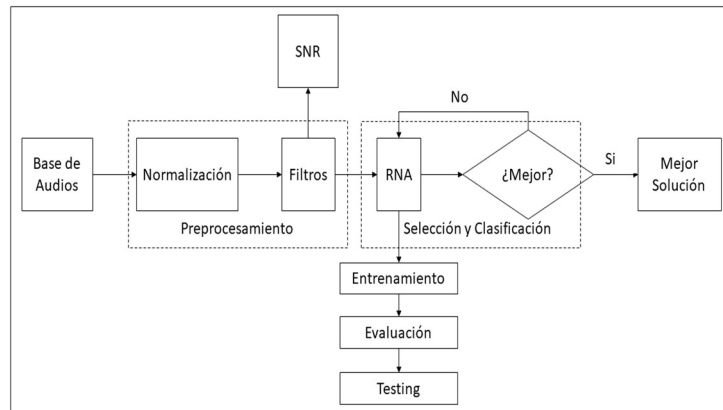 SNR
No
Base de
Audios
Normalización
Filtros
RNA
¿Mejor?
Si
Mejor
Solución
Preprocesamiento
Selección y Clasificación
Entrenamiento
Evaluación
Testing